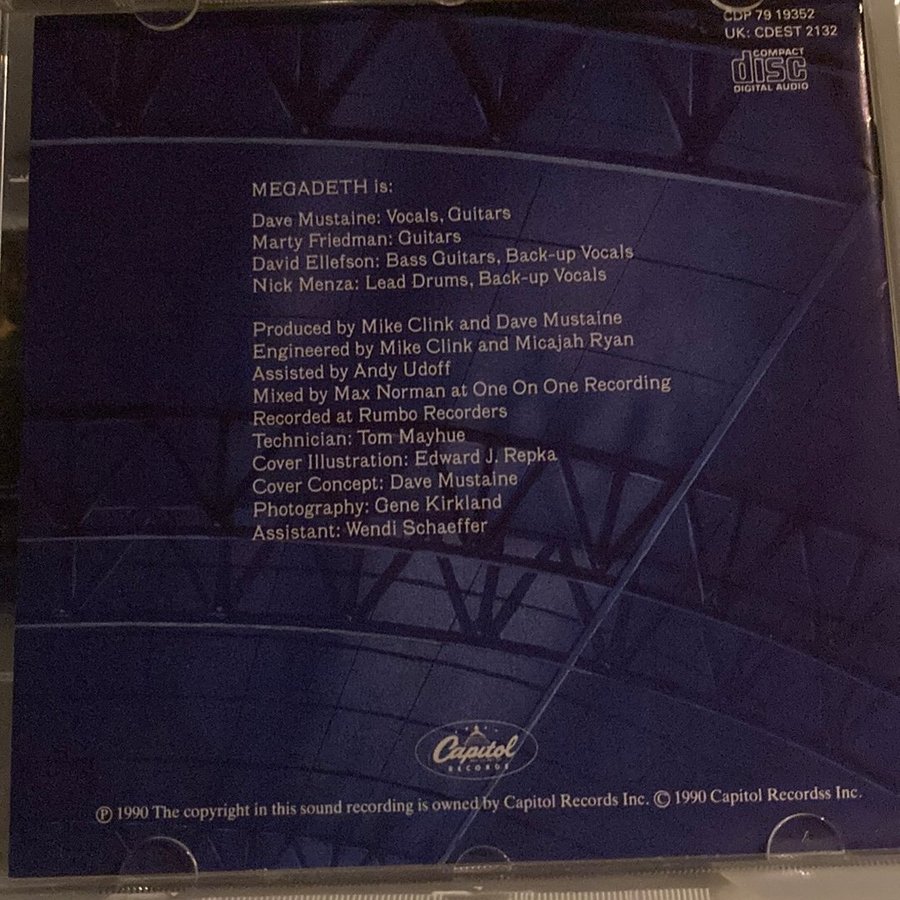 CDP 79 19352
UK: CDEST 2132
COMPACT
disc
DIGITAL AUDIO
MEGADETH is:
Dave Mustaine: Vocals, Guitars
Marty Friedman: Guitars
David Ellefson: Bass Guitars, Back-up Vocals
Nick Menza: Lead Drums, Back-up Vocals
Produced by Mike Clink and Dave Mustaine
Engineered by Mike Clink and Micajah Ryan
Assisted by Andy Udoff
Mixed by Max Norman at One On One Recording
Recorded at Rumbo Recorders
Technician: Tom Mayhue
Cover Illustration: Edward J. Repka
Cover Concept: Dave Mustaine
Photography: Gene Kirkland
Assistant: Wendi Schaeffer
Capitol
RECORDS
℗ 1990 The copyright in this sound recording is owned by Capitol Records Inc. © 1990 Capitol Recordss Inc.